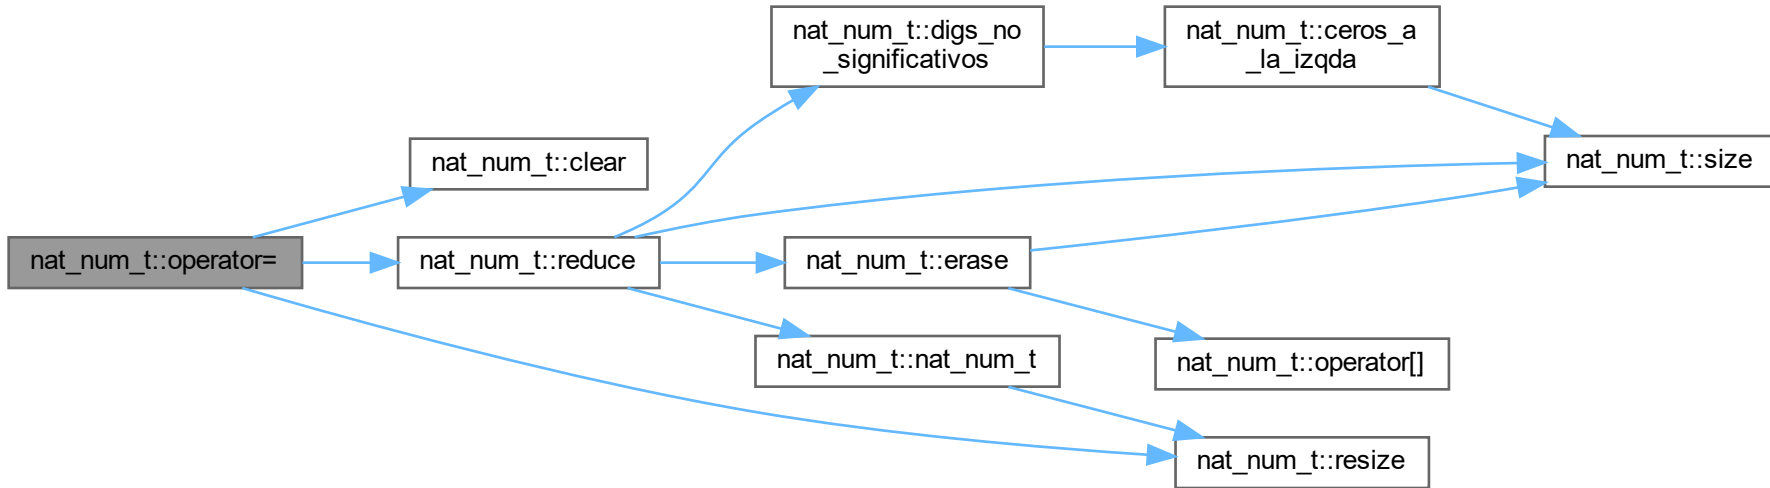 nat_num_t::digs_no
_significativos
nat_num_t::ceros_a
_la_izqda
nat_num_t::clear
nat_num_t::size
nat_num_t::operator=
nat_num_t::reduce
nat_num_t::erase
nat_num_t::nat_num_t
nat_num_t::operator[]
nat_num_t::resize